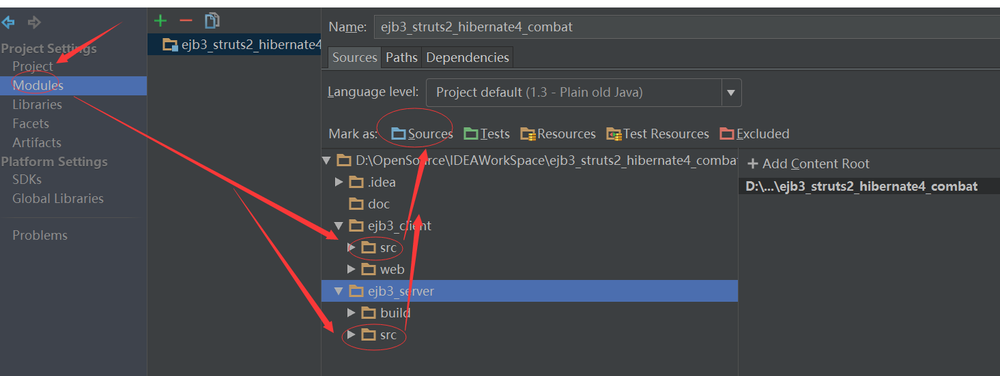 Project Settings
Project
Modules
Libraries
Facets
Artifacts
Platform Settings
SDKs
Global Libraries
Problems
ejb3_struts2_hibernate4
Name: ejb3_struts2_hibernate4_combat
Sources Paths Dependencies
Language level: Project default (1.3 - Plain old Java)
Mark as: Sources Tests Resources Test Resources Excluded
D:\OpenSource\IDEAWorkSpace\ejb3_struts2_hibernate4_comba
.idea
doc
ejb3_client
src
web
ejb3_server
build
src
+ Add Content Root
D:\...\ejb3_struts2_hibernate4_combat